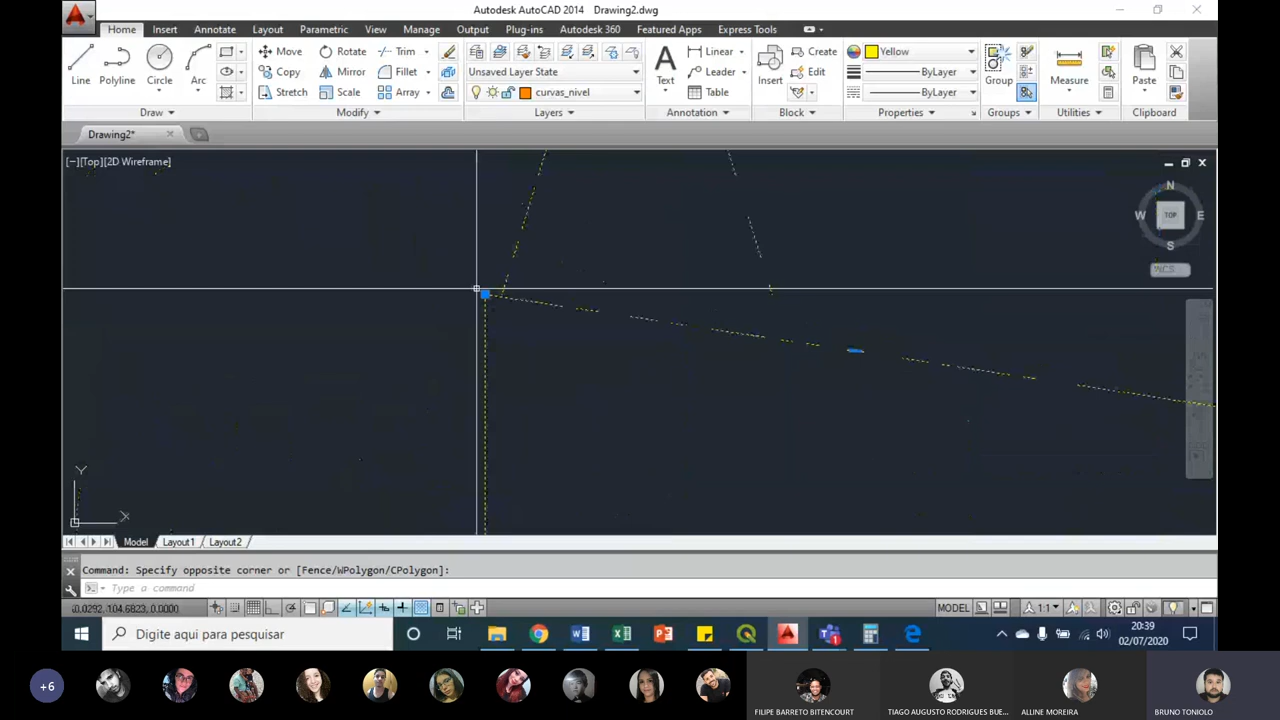 Autodesk AutoCAD 2014 Drawing2.dwg
Home Insert Annotate Layout Parametric View Manage Output Plug-ins Autodesk 360 Featured Apps Express Tools
Line Polyline Circle Arc
Move Rotate Trim
Copy Mirror Fillet
Stretch Scale Array
Unsaved Layer State
curvas_nivel
Text
Linear
Leader
Table
Insert
Create
Edit
Yellow
ByLayer
ByLayer
Group
Measure
Paste
Draw Modify Layers Annotation Block Properties Groups Utilities Clipboard
Drawing2*
[−][Top][2D Wireframe]
N
W TOP E
S
WCS
Y
X
Model Layout1 Layout2
Command: Specify opposite corner or [Fence/WPolygon/CPolygon]:
Type a command
MODEL 1:1
Digite aqui para pesquisar
20:39
02/07/2020
+6
FILIPE BARRETO BITENCOURT
TIAGO AUGUSTO RODRIGUES BUE...
ALLINE MOREIRA
BRUNO TONIOLO